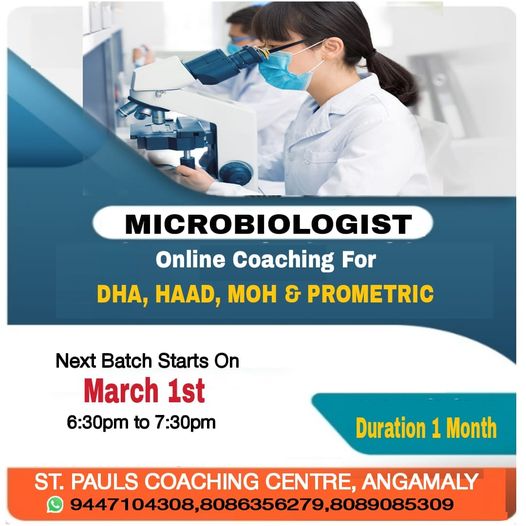 MICROBIOLOGIST
Online Coaching For
DHA, HAAD, MOH & PROMETRIC
Next Batch Starts On
March 1st
6:30pm to 7:30pm
Duration 1 Month
ST. PAULS COACHING CENTRE, ANGAMALY
9447104308,8086356279,8089085309